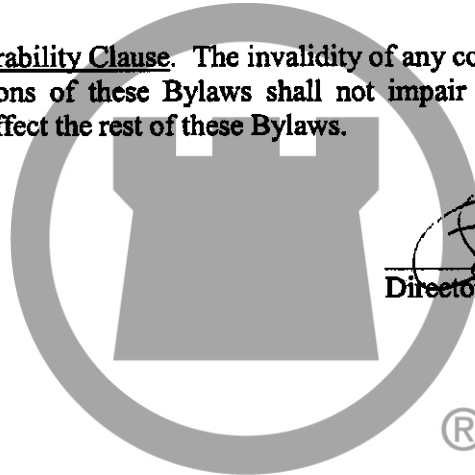 rability Clause. The invalidity of any co
ons of these Bylaws shall not impair
ffect the rest of these Bylaws.
Directo
®